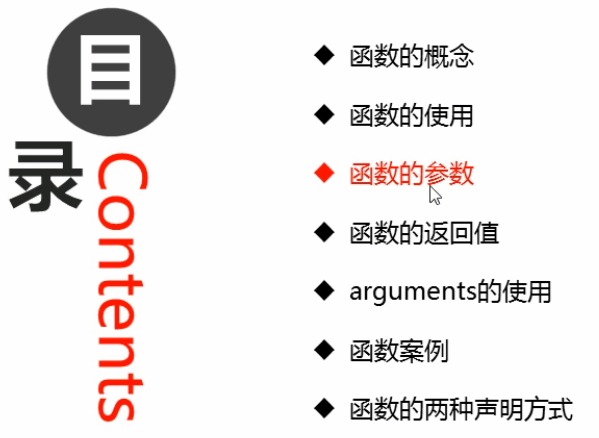 目录
Contents
◆ 函数的概念
◆ 函数的使用
◆ 函数的参数
◆ 函数的返回值
◆ arguments的使用
◆ 函数案例
◆ 函数的两种声明方式